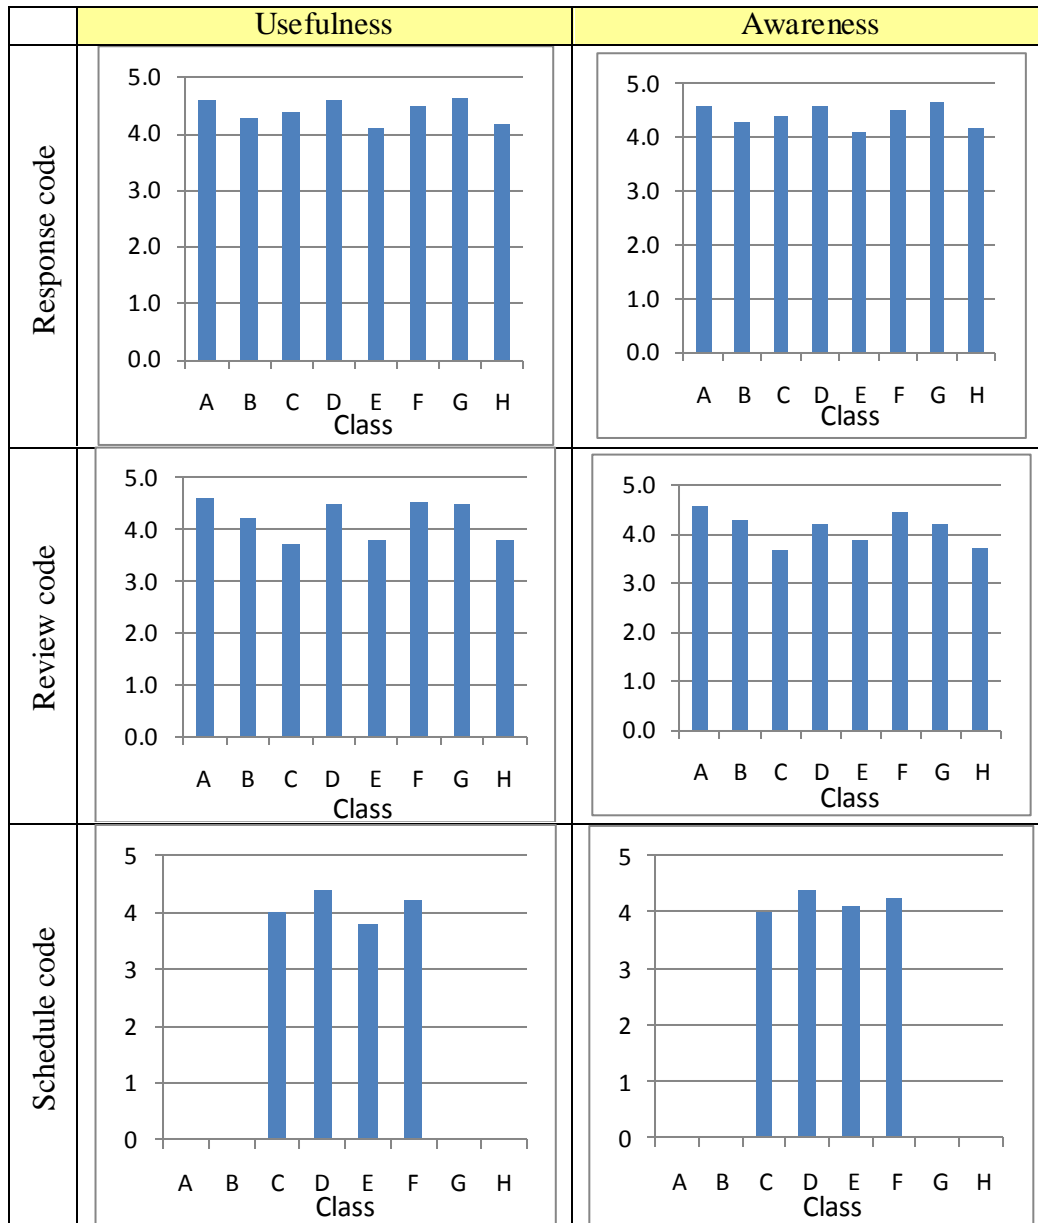 Usefulness Awareness
Response code
5.0
4.0
3.0
2.0
1.0
0.0
A B C D E F G H
Class
5.0
4.0
3.0
2.0
1.0
0.0
A B C D E F G H
Class
Review code
5.0
4.0
3.0
2.0
1.0
0.0
A B C D E F G H
Class
5.0
4.0
3.0
2.0
1.0
0.0
A B C D E F G H
Class
Schedule code
5
4
3
2
1
0
A B C D E F G H
Class
5
4
3
2
1
0
A B C D E F G H
Class